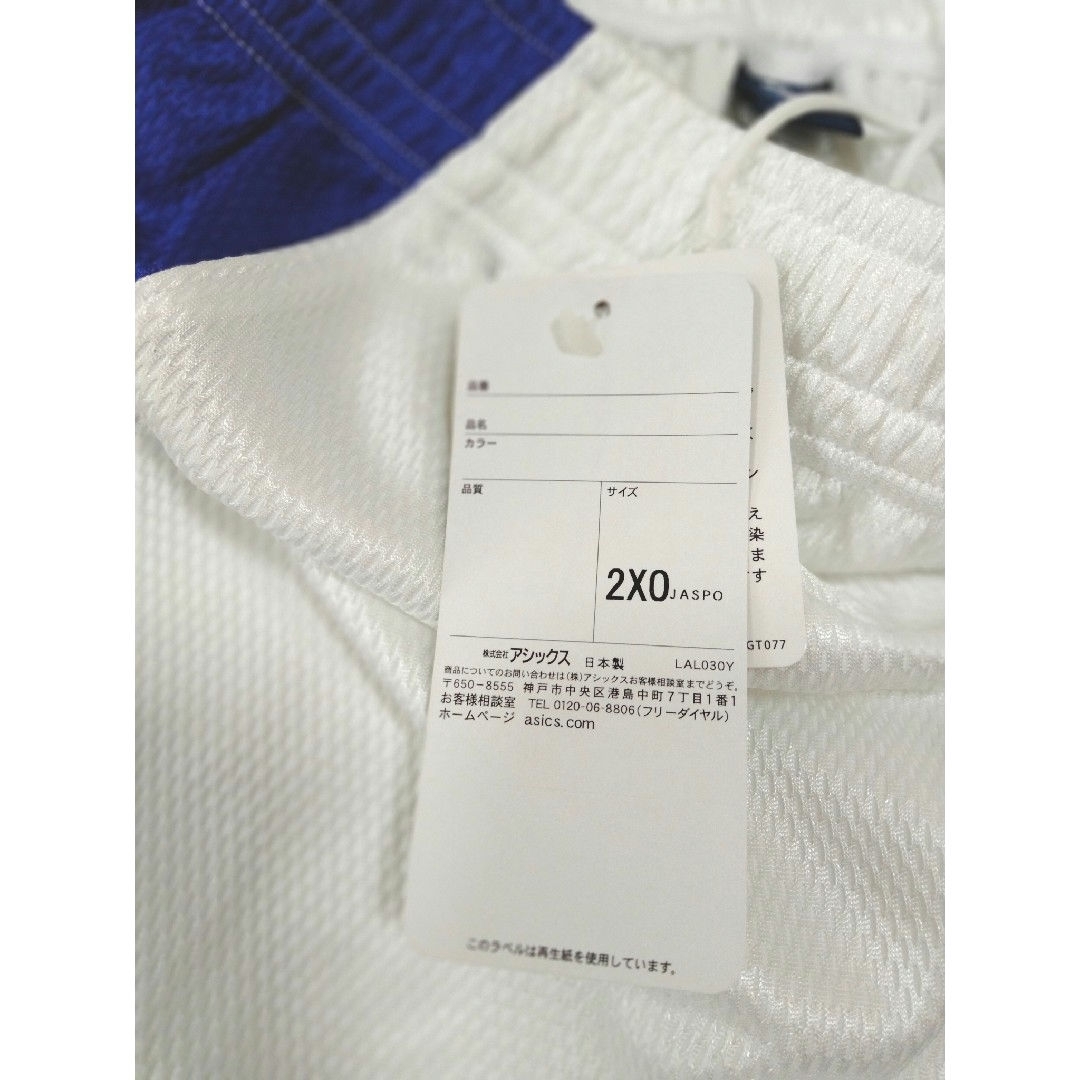 品番
品名
カラー
品質
サイズ
2XO JASPO
株式会社 アシックス 日本製 LAL030Y
商品についてのお問い合わせは(株)アシックスお客様相談室までどうぞ。
〒650-8555 神戸市中央区港島中町7丁目1番1
お客様相談室 TEL 0120-06-8806(フリーダイヤル)
ホームページ asics.com
このラベルは再生紙を使用しています。
ン
え
染
ます
す
GT077